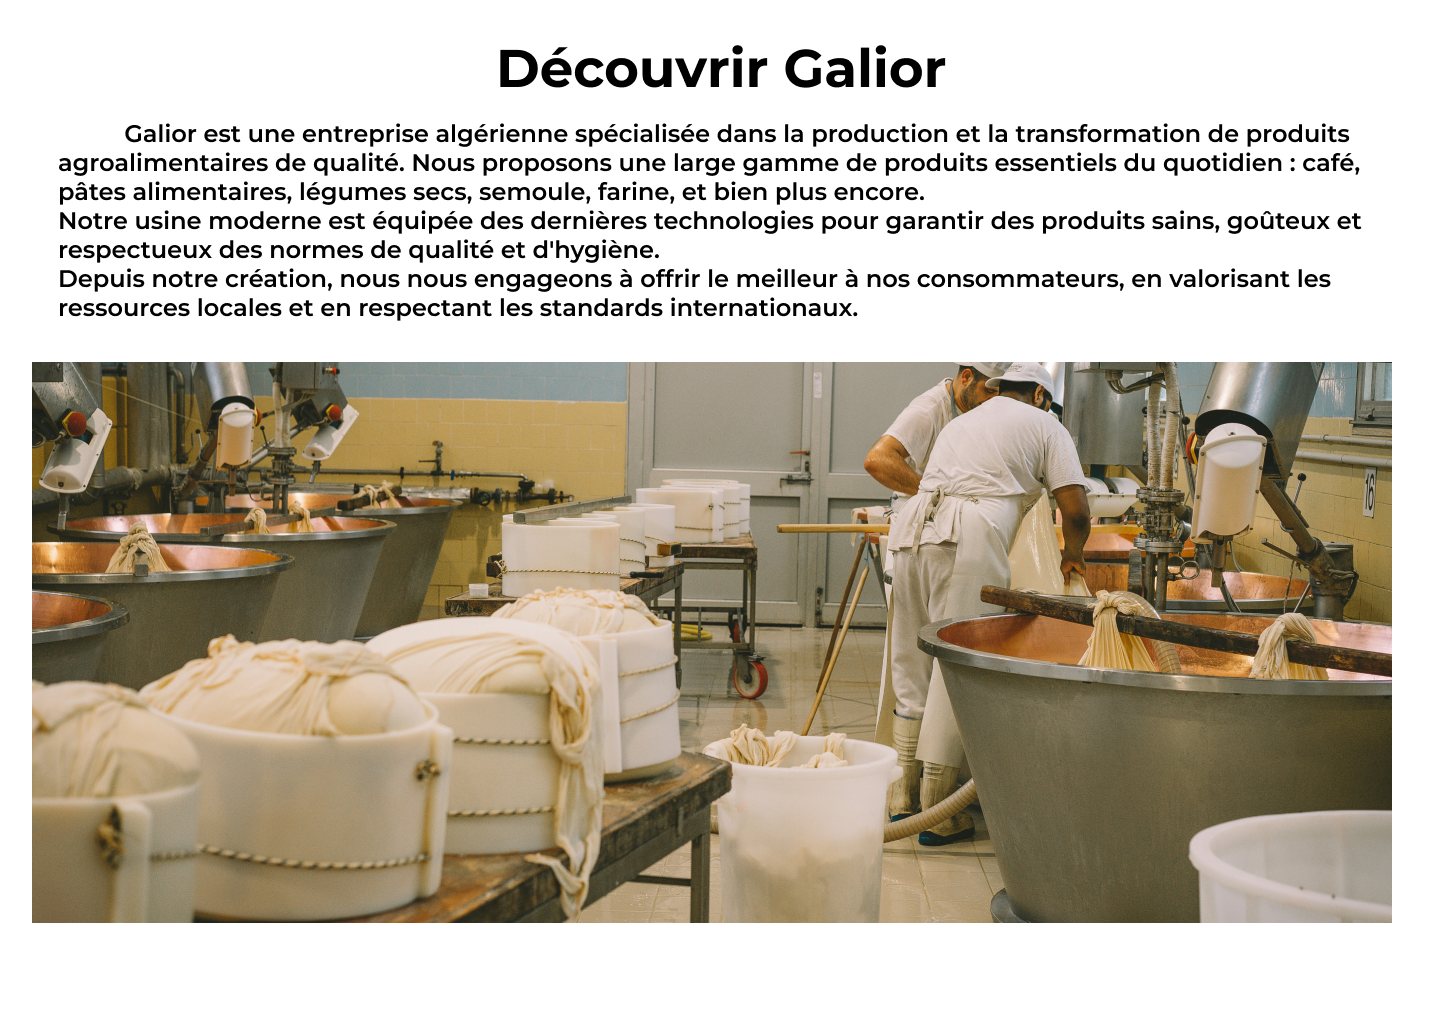 Découvrir Galior
Galior est une entreprise algérienne spécialisée dans la production et la transformation de produits
agroalimentaires de qualité. Nous proposons une large gamme de produits essentiels du quotidien : café,
pâtes alimentaires, légumes secs, semoule, farine, et bien plus encore.
Notre usine moderne est équipée des dernières technologies pour garantir des produits sains, goûteux et
respectueux des normes de qualité et d'hygiène.
Depuis notre création, nous nous engageons à offrir le meilleur à nos consommateurs, en valorisant les
ressources locales et en respectant les standards internationaux.
16